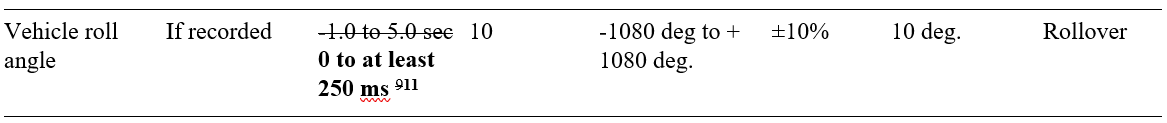 Vehicle roll angle If recorded -1.0 to 5.0 sec 10 -1080 deg to + 1080 deg. ±10% 10 deg. Rollover
0 to at least
250 ms 911